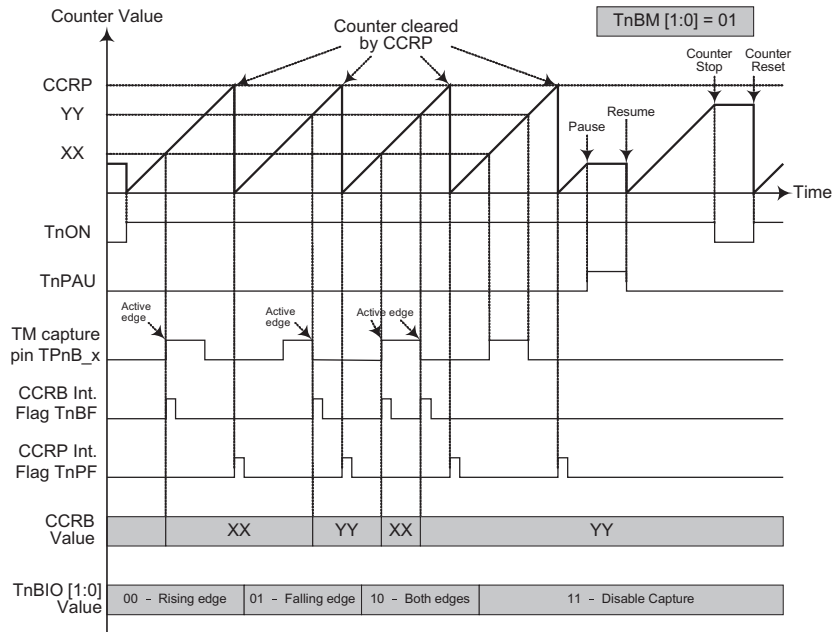 Counter Value
TnBM [1:0] = 01
Counter cleared
by CCRP
Counter
Stop
Counter
Reset
CCRP
YY
Pause
Resume
XX
Time
TnON
TnPAU
Active
edge
Active
edge
Active edge
TM capture
pin TPnB_x
CCRB Int.
Flag TnBF
CCRP Int.
Flag TnPF
CCRB
Value
XX
YY
XX
YY
TnBIO [1:0]
Value
00 - Rising edge
01 - Falling edge
10 - Both edges
11 - Disable Capture